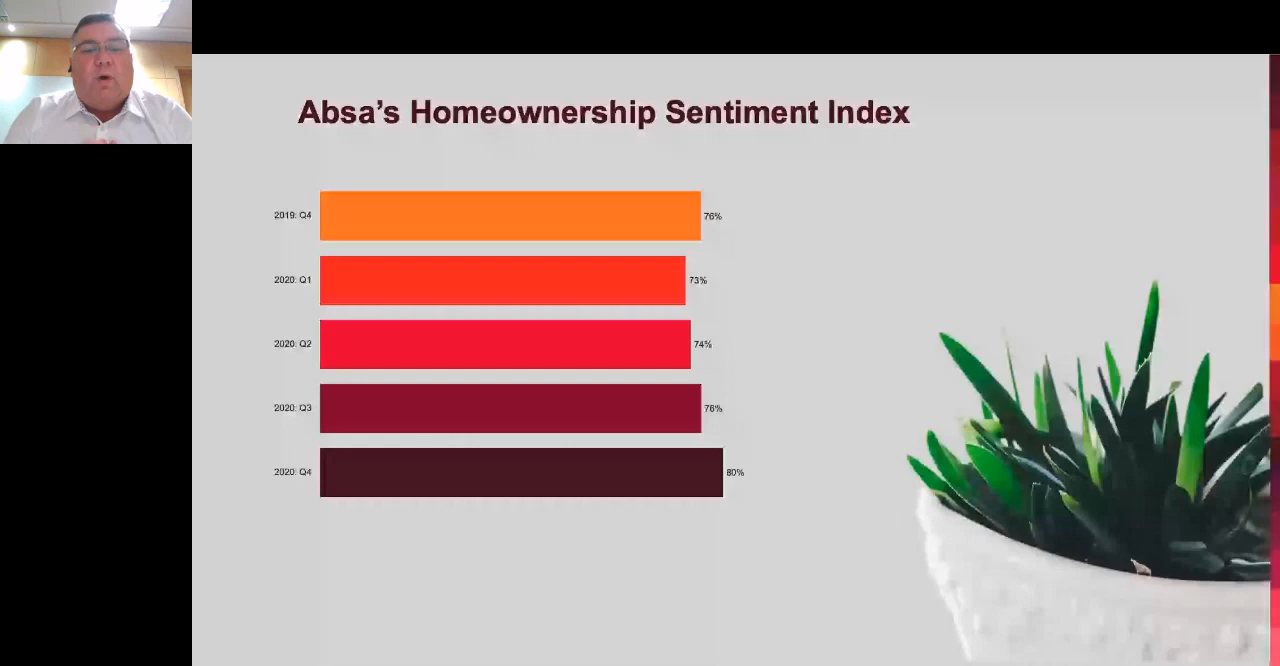 Absa’s Homeownership Sentiment Index
2019: Q4 76%
2020: Q1 73%
2020: Q2 74%
2020: Q3 76%
2020: Q4 80%